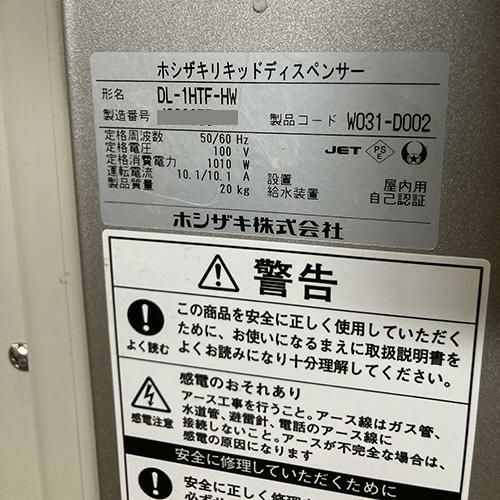 ホシザキリキッドディスペンサー
形名 DL-1HTF-HW
製造番号
製品コード W031-D002
定格周波数 50/60 Hz
定格電圧 100 V
定格消費電力 1010 W
運転電流 10.1/10.1 A
製品質量 20 kg
JET PSE
設置 屋内用
給水装置 自己認証
ホシザキ株式会社
警告
よく読む
この商品を安全に正しく使用していただく
ために、お使いになるまえに取扱説明書を
よくお読みになり十分理解してください。
感電注意
感電のおそれあり
アース工事を行うこと。アース線はガス管、
水道管、避雷針、電話のアース線に
接続しないこと。アースが不完全な場合は、
感電の原因になります
安全に修理していただくために
安全に正しく修理